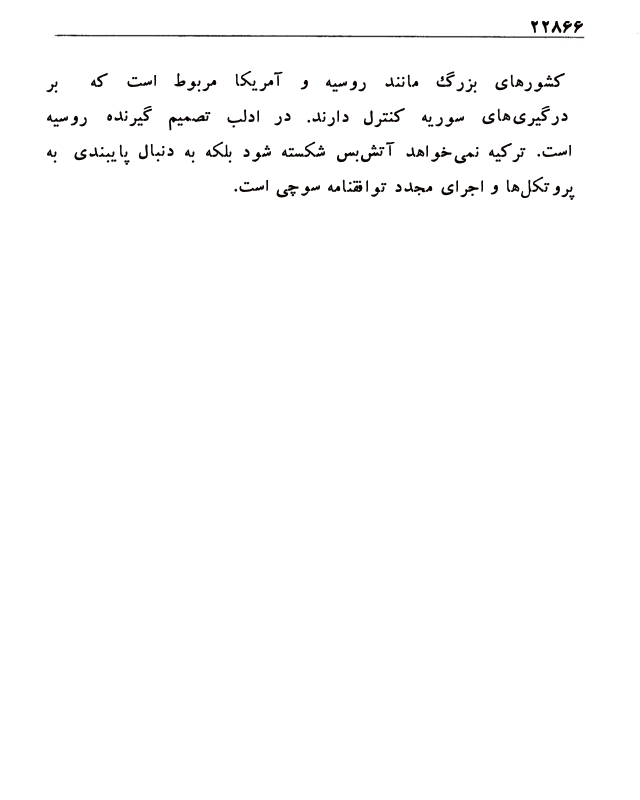 ۲۲۸۶۶
کشورهای بزرگ مانند روسیه و آمریکا مربوط است که بر
درگیری‌های سوریه کنترل دارند. در ادلب تصمیم گیرنده روسیه
است. ترکیه نمی‌خواهد آتش‌بس شکسته شود بلکه به دنبال پایبندی به
پروتکل‌ها و اجرای مجدد توافقنامه سوچی است.